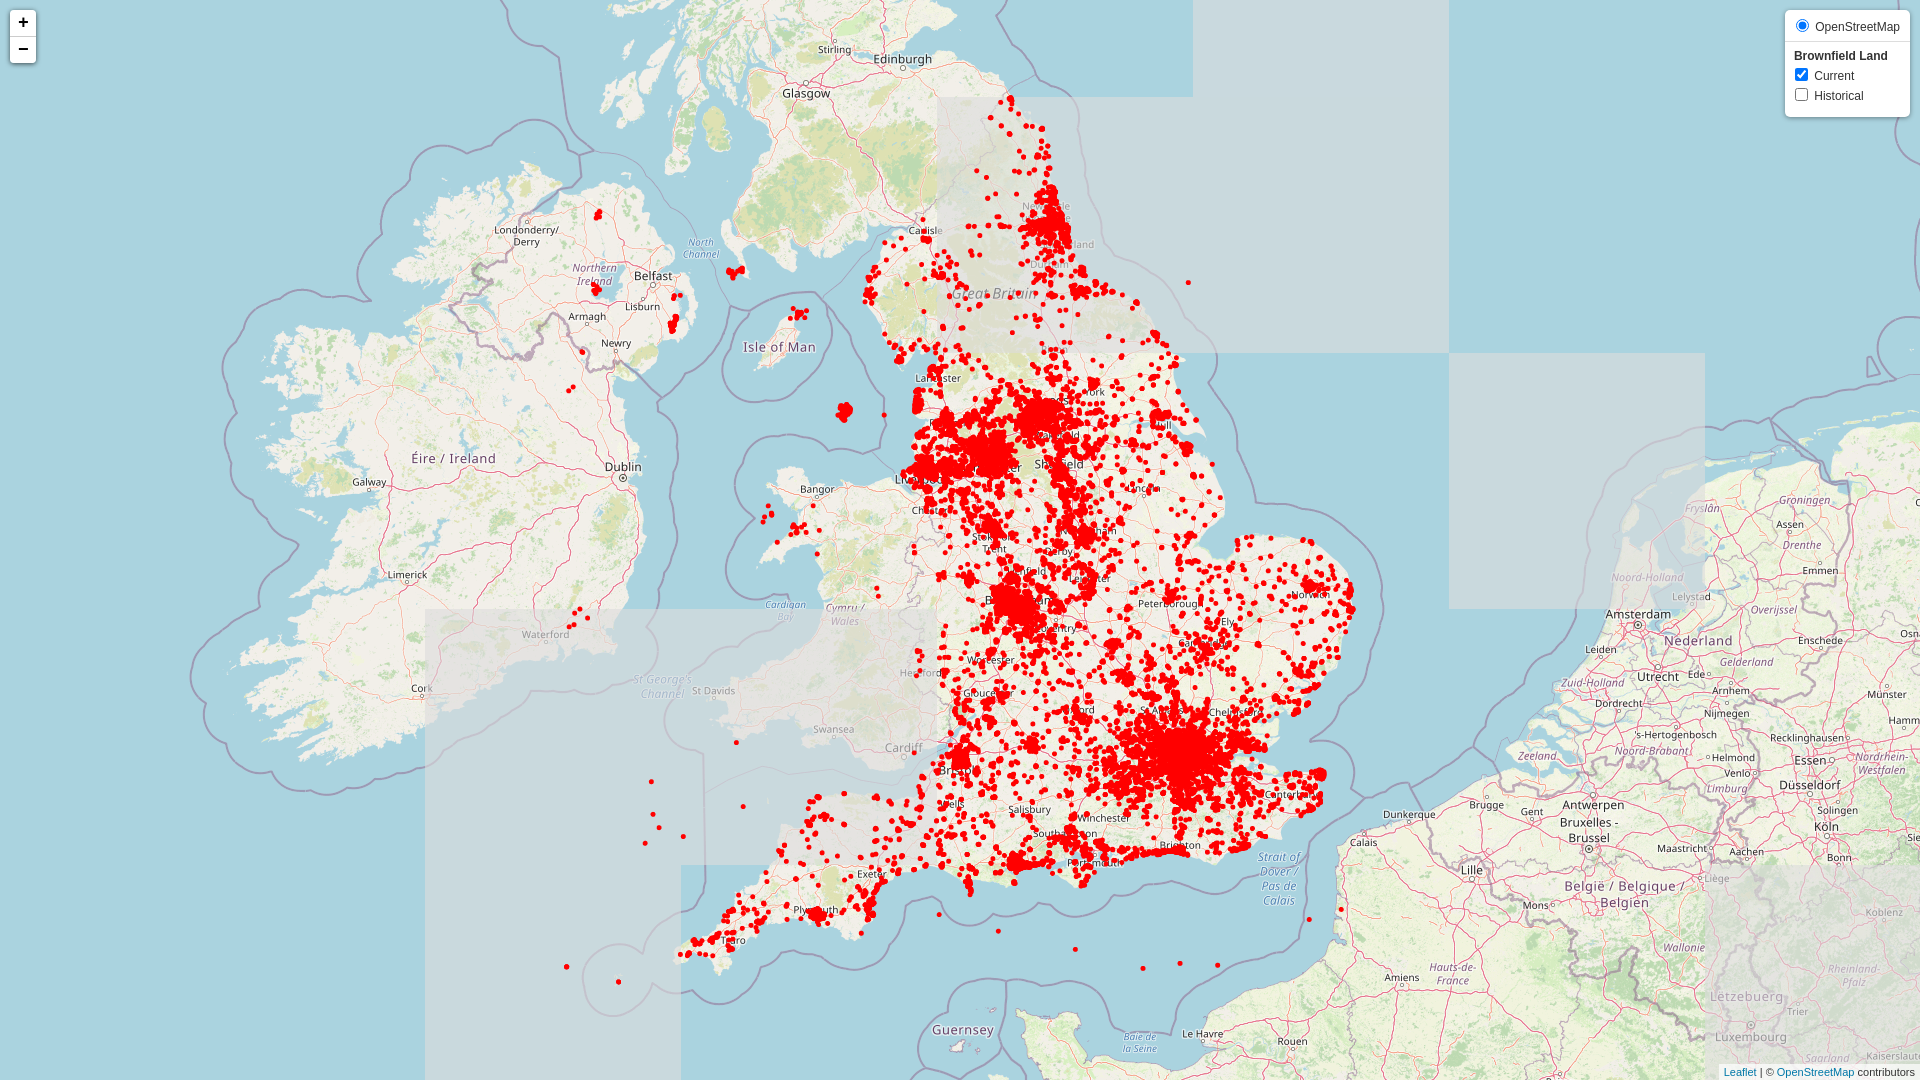 +
−
OpenStreetMap
Brownfield Land
Current
Historical
Stirling
Edinburgh
Glasgow
Londonderry/
Derry
North
Channel
Carlisle
Northern
Ireland
Belfast
Lisburn
Great Britain
Armagh
Newry
Isle of Man
Lancaster
York
Hull
Éire / Ireland
Dublin
Sheffield
Galway
Bangor
Lincoln
Groningen
Fryslân
Assen
Drenthe
Derby
Limerick
Emmen
Noord-Holland
Leicester
Norwich
Lelystad
Peterborough
Cardigan
Bay
Cymru /
Wales
Amsterdam
Overijssel
Ely
Coventry
Waterford
Nederland
Enschede
Leiden
Worcester
Gelderland
Hereford
St George's
Channel
Utrecht
Ede
Zuid-Holland
Cork
St Davids
Gloucester
Arnhem
Münster
Dordrecht
Nijmegen
Chelmsford
Swansea
's-Hertogenbosch
Recklinghausen
Cardiff
Noord-Brabant
Zeeland
Helmond
Essen
Nordrhein-
Westfalen
Bristol
Venlo
Düsseldorf
Limburg
Canterbury
Wells
Brugge
Antwerpen
Salisbury
Gent
Solingen
Winchester
Dunkerque
Bruxelles -
Brussel
Köln
Southampton
Calais
Brighton
Maastricht
Aachen
Bonn
Strait of
Dover /
Pas de
Calais
Portsmouth
Exeter
Lille
Liège
België / Belgique /
Belgien
Plymouth
Mons
Koblenz
Truro
Wallonie
Hauts-de-
France
Amiens
Rheinland-
Pfalz
Lëtzebuerg
Trier
Guernsey
Le Havre
Baie de
la Seine
Rouen
Luxembourg
Saarland
Leaflet | © OpenStreetMap contributors